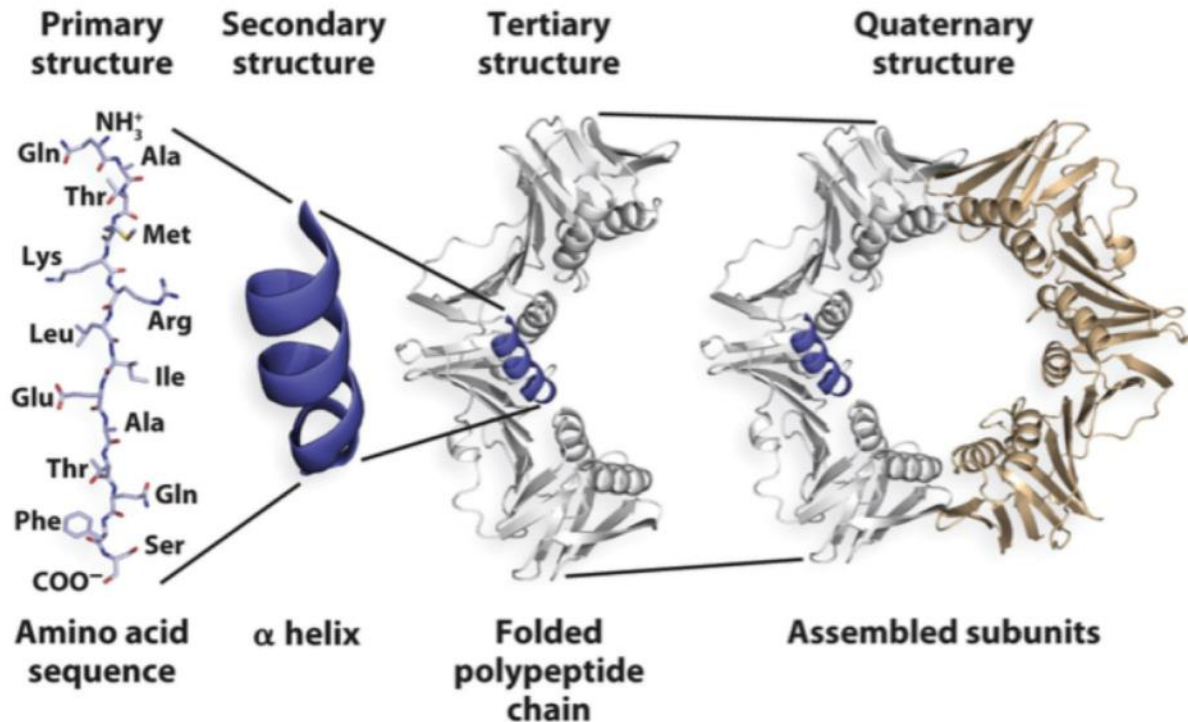 Primary
structure
Secondary
structure
Tertiary
structure
Quaternary
structure
NH₃⁺
Gln
Ala
Thr
Met
Lys
Arg
Leu
Ile
Glu
Ala
Thr
Gln
Phe
Ser
COO⁻
Amino acid
sequence
α helix
Folded
polypeptide
chain
Assembled subunits